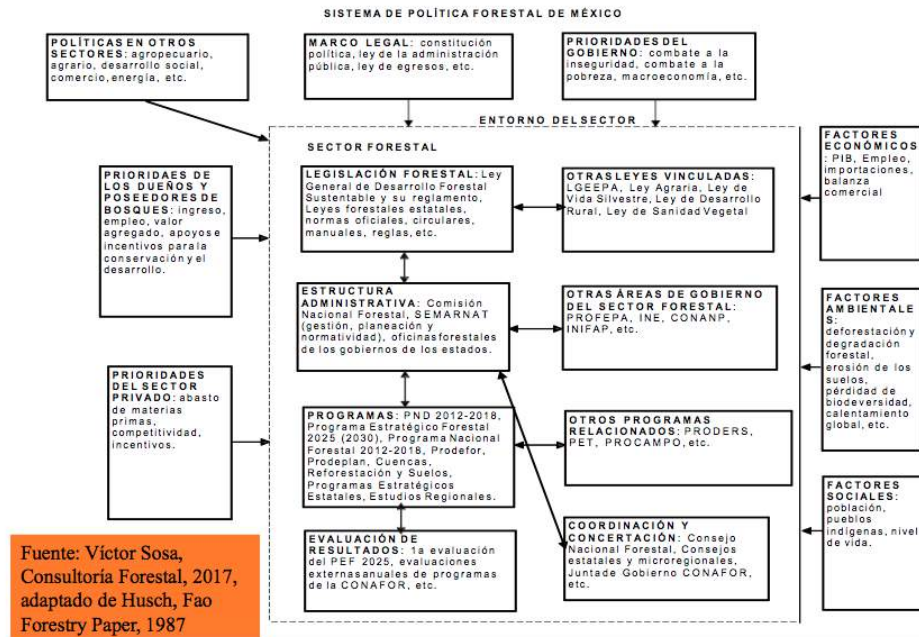 SISTEMA DE POLÍTICA FORESTAL DE MÉXICO
POLÍTICAS EN OTROS
SECTORES: agropecuario,
agrario, desarrollo social,
comercio, energía, etc.
MARCO LEGAL: constitución
política, ley de la administración
pública, ley de egresos, etc.
PRIORIDADES DEL
GOBIERNO: combate a la
inseguridad, combate a la
pobreza, macroeconomía, etc.
ENTORNO DEL SECTOR
SECTOR FORESTAL
PRIORIDAES DE
LOS DUEÑOS Y
POSEEDORES DE
BOSQUES: ingreso,
empleo, valor
agregado, apoyos e
incentivos para la
conservación y el
desarrollo.
LEGISLACIÓN FORESTAL: Ley
General de Desarrollo Forestal
Sustentable y su reglamento,
Leyes forestales estatales,
normas oficiales, circulares,
manuales, reglas, etc.
OTRAS LEYES VINCULADAS:
LGEEPA, Ley Agraria, Ley de
Vida Silvestre, Ley de Desarrollo
Rural, Ley de Sanidad Vegetal
FACTORES
ECONÓMICOS
: PIB, Empleo,
importaciones,
balanza
comercial
ESTRUCTURA
ADMINISTRATIVA: Comisión
Nacional Forestal, SEMARNAT
(gestión, planeación y
normatividad), oficinas forestales
de los gobiernos de los estados.
OTRAS ÁREAS DE GOBIERNO
DEL SECTOR FORESTAL:
PROFEPA, INE, CONANP,
INIFAP, etc.
FACTORES
AMBIENTALE
S:
deforestación y
degradación
forestal,
erosión de los
suelos,
pérdida de
biodeversidad,
calentamiento
global, etc.
PRIORIDADES
DEL SECTOR
PRIVADO: abasto
de materias
primas,
competitividad,
incentivos.
PROGRAMAS: PND 2012-2018,
Programa Estratégico Forestal
2025 (2030), Programa Nacional
Forestal 2012-2018, Prodefor,
Prodeplan, Cuencas,
Reforestación y Suelos,
Programas Estratégicos
Estatales, Estudios Regionales.
OTROS PROGRAMAS
RELACIONADOS: PRODERS,
PET, PROCAMPO, etc.
FACTORES
SOCIALES:
población,
pueblos
indígenas, nivel
de vida.
EVALUACIÓN DE
RESULTADOS: 1a evaluación
del PEF 2025, evaluaciones
externas anuales de programas
de la CONAFOR, etc.
COORDINACIÓN Y
CONCERTACIÓN: Consejo
Nacional Forestal, Consejos
estatales y microregionales,
Junta de Gobierno CONAFOR, etc.
Fuente: Víctor Sosa,
Consultoría Forestal, 2017,
adaptado de Husch, Fao
Forestry Paper, 1987